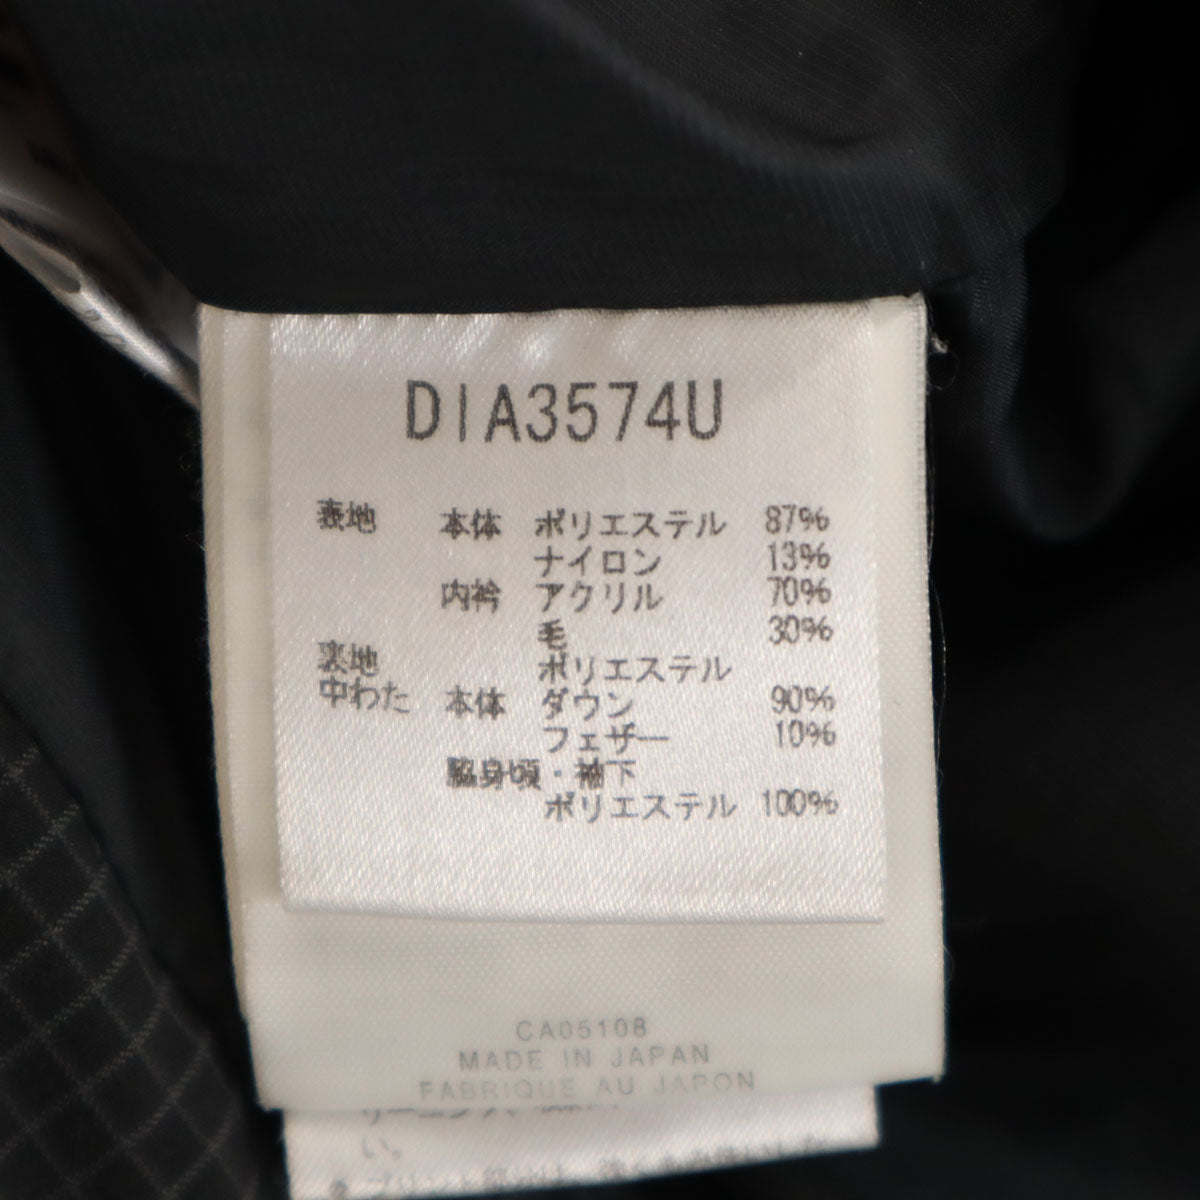 DIA3574U
表地 本体 ポリエステル 87%
ナイロン 13%
内衿 アクリル 70%
毛 30%
裏地 ポリエステル
中わた 本体 ダウン 90%
フェザー 10%
脇身頃・袖下
ポリエステル 100%
CA05108
MADE IN JAPAN
FABRIQUE AU JAPON
い。